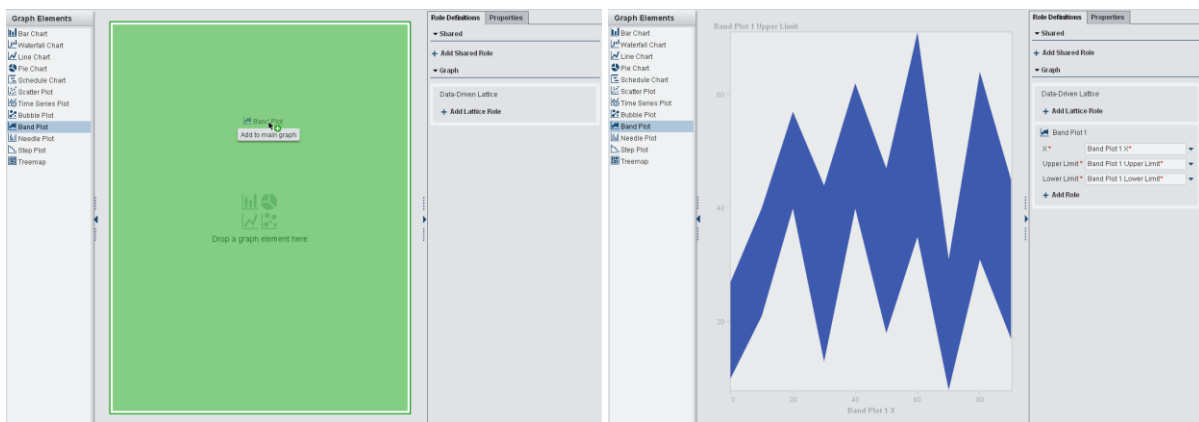 Graph Elements
Bar Chart
Waterfall Chart
Line Chart
Pie Chart
Schedule Chart
Scatter Plot
Time Series Plot
Bubble Plot
Band Plot
Needle Plot
Step Plot
Treemap
Band Plot
Add to main graph
Drop a graph element here
Role Definitions Properties
Shared
+ Add Shared Role
Graph
Data-Driven Lattice
+ Add Lattice Role
Graph Elements
Bar Chart
Waterfall Chart
Line Chart
Pie Chart
Schedule Chart
Scatter Plot
Time Series Plot
Bubble Plot
Band Plot
Needle Plot
Step Plot
Treemap
Band Plot 1 Upper Limit
60
40
20
0 20 40 60 80
Band Plot 1 X
Role Definitions Properties
Shared
+ Add Shared Role
Graph
Data-Driven Lattice
+ Add Lattice Role
Band Plot 1
X* Band Plot 1 X*
Upper Limit* Band Plot 1 Upper Limit*
Lower Limit* Band Plot 1 Lower Limit*
+ Add Role